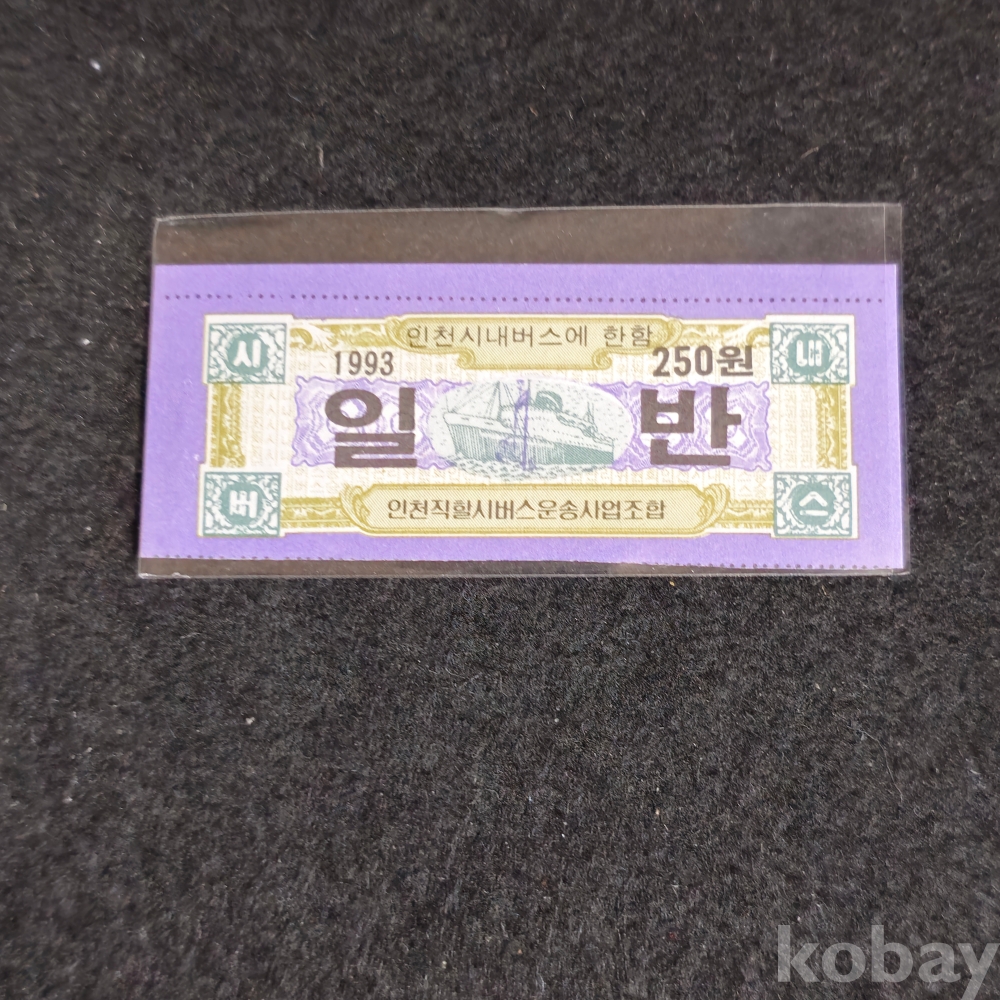 인천시내버스에 한함
시
1993
250원
내
일반
버
인천직할시버스운송사업조합
스
kobay